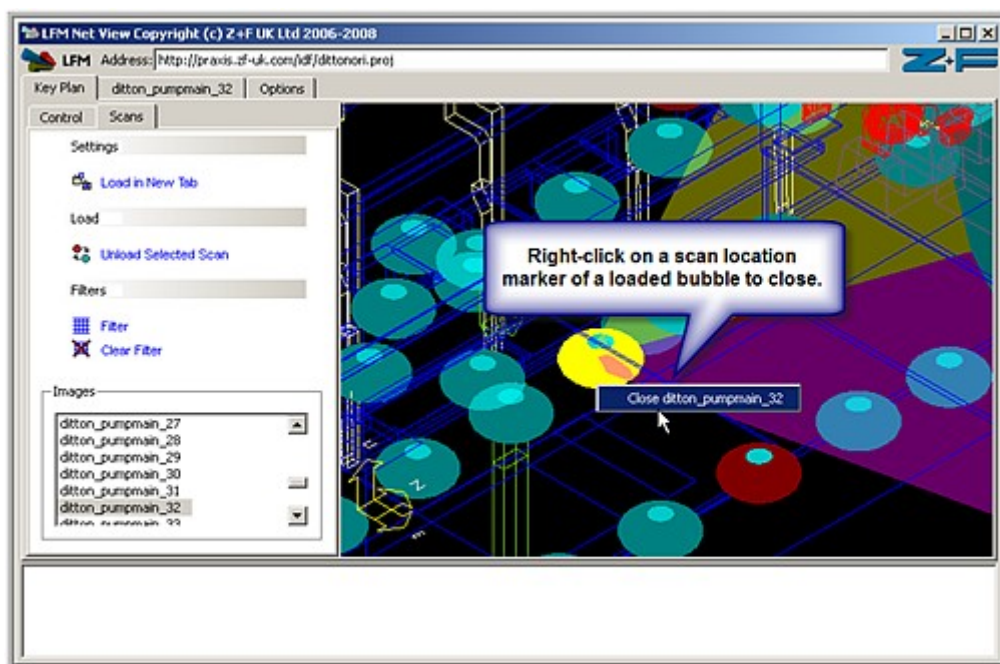 LFM Net View Copyright (c) Z+F UK Ltd 2006-2008
LFM Address: http://praxis.zf-uk.com/idf/dittonori.proj
Z+F
Key Plan ditton_pumpmain_32 Options
Control Scans
Settings
Load in New Tab
Load
Unload Selected Scan
Filters
Filter
Clear Filter
Images
ditton_pumpmain_27
ditton_pumpmain_28
ditton_pumpmain_29
ditton_pumpmain_30
ditton_pumpmain_31
ditton_pumpmain_32
ditton_pumpmain_33
Right-click on a scan location
marker of a loaded bubble to close.
Close ditton_pumpmain_32
Z
E